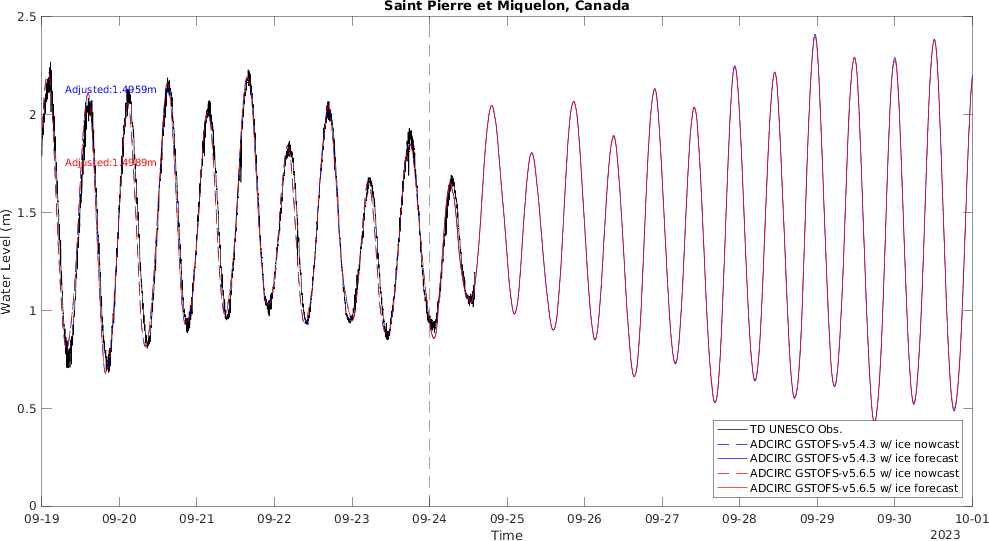 Saint Pierre et Miquelon, Canada
2.5
2
1.5
1
0.5
0
Water Level (m)
Adjusted:1.4959m
Adjusted:1.4989m
TD UNESCO Obs.
ADCIRC GSTOFS-v5.4.3 w/ ice nowcast
ADCIRC GSTOFS-v5.4.3 w/ ice forecast
ADCIRC GSTOFS-v5.6.5 w/ ice nowcast
ADCIRC GSTOFS-v5.6.5 w/ ice forecast
09-19 09-20 09-21 09-22 09-23 09-24 09-25 09-26 09-27 09-28 09-29 09-30 10-01
Time
2023